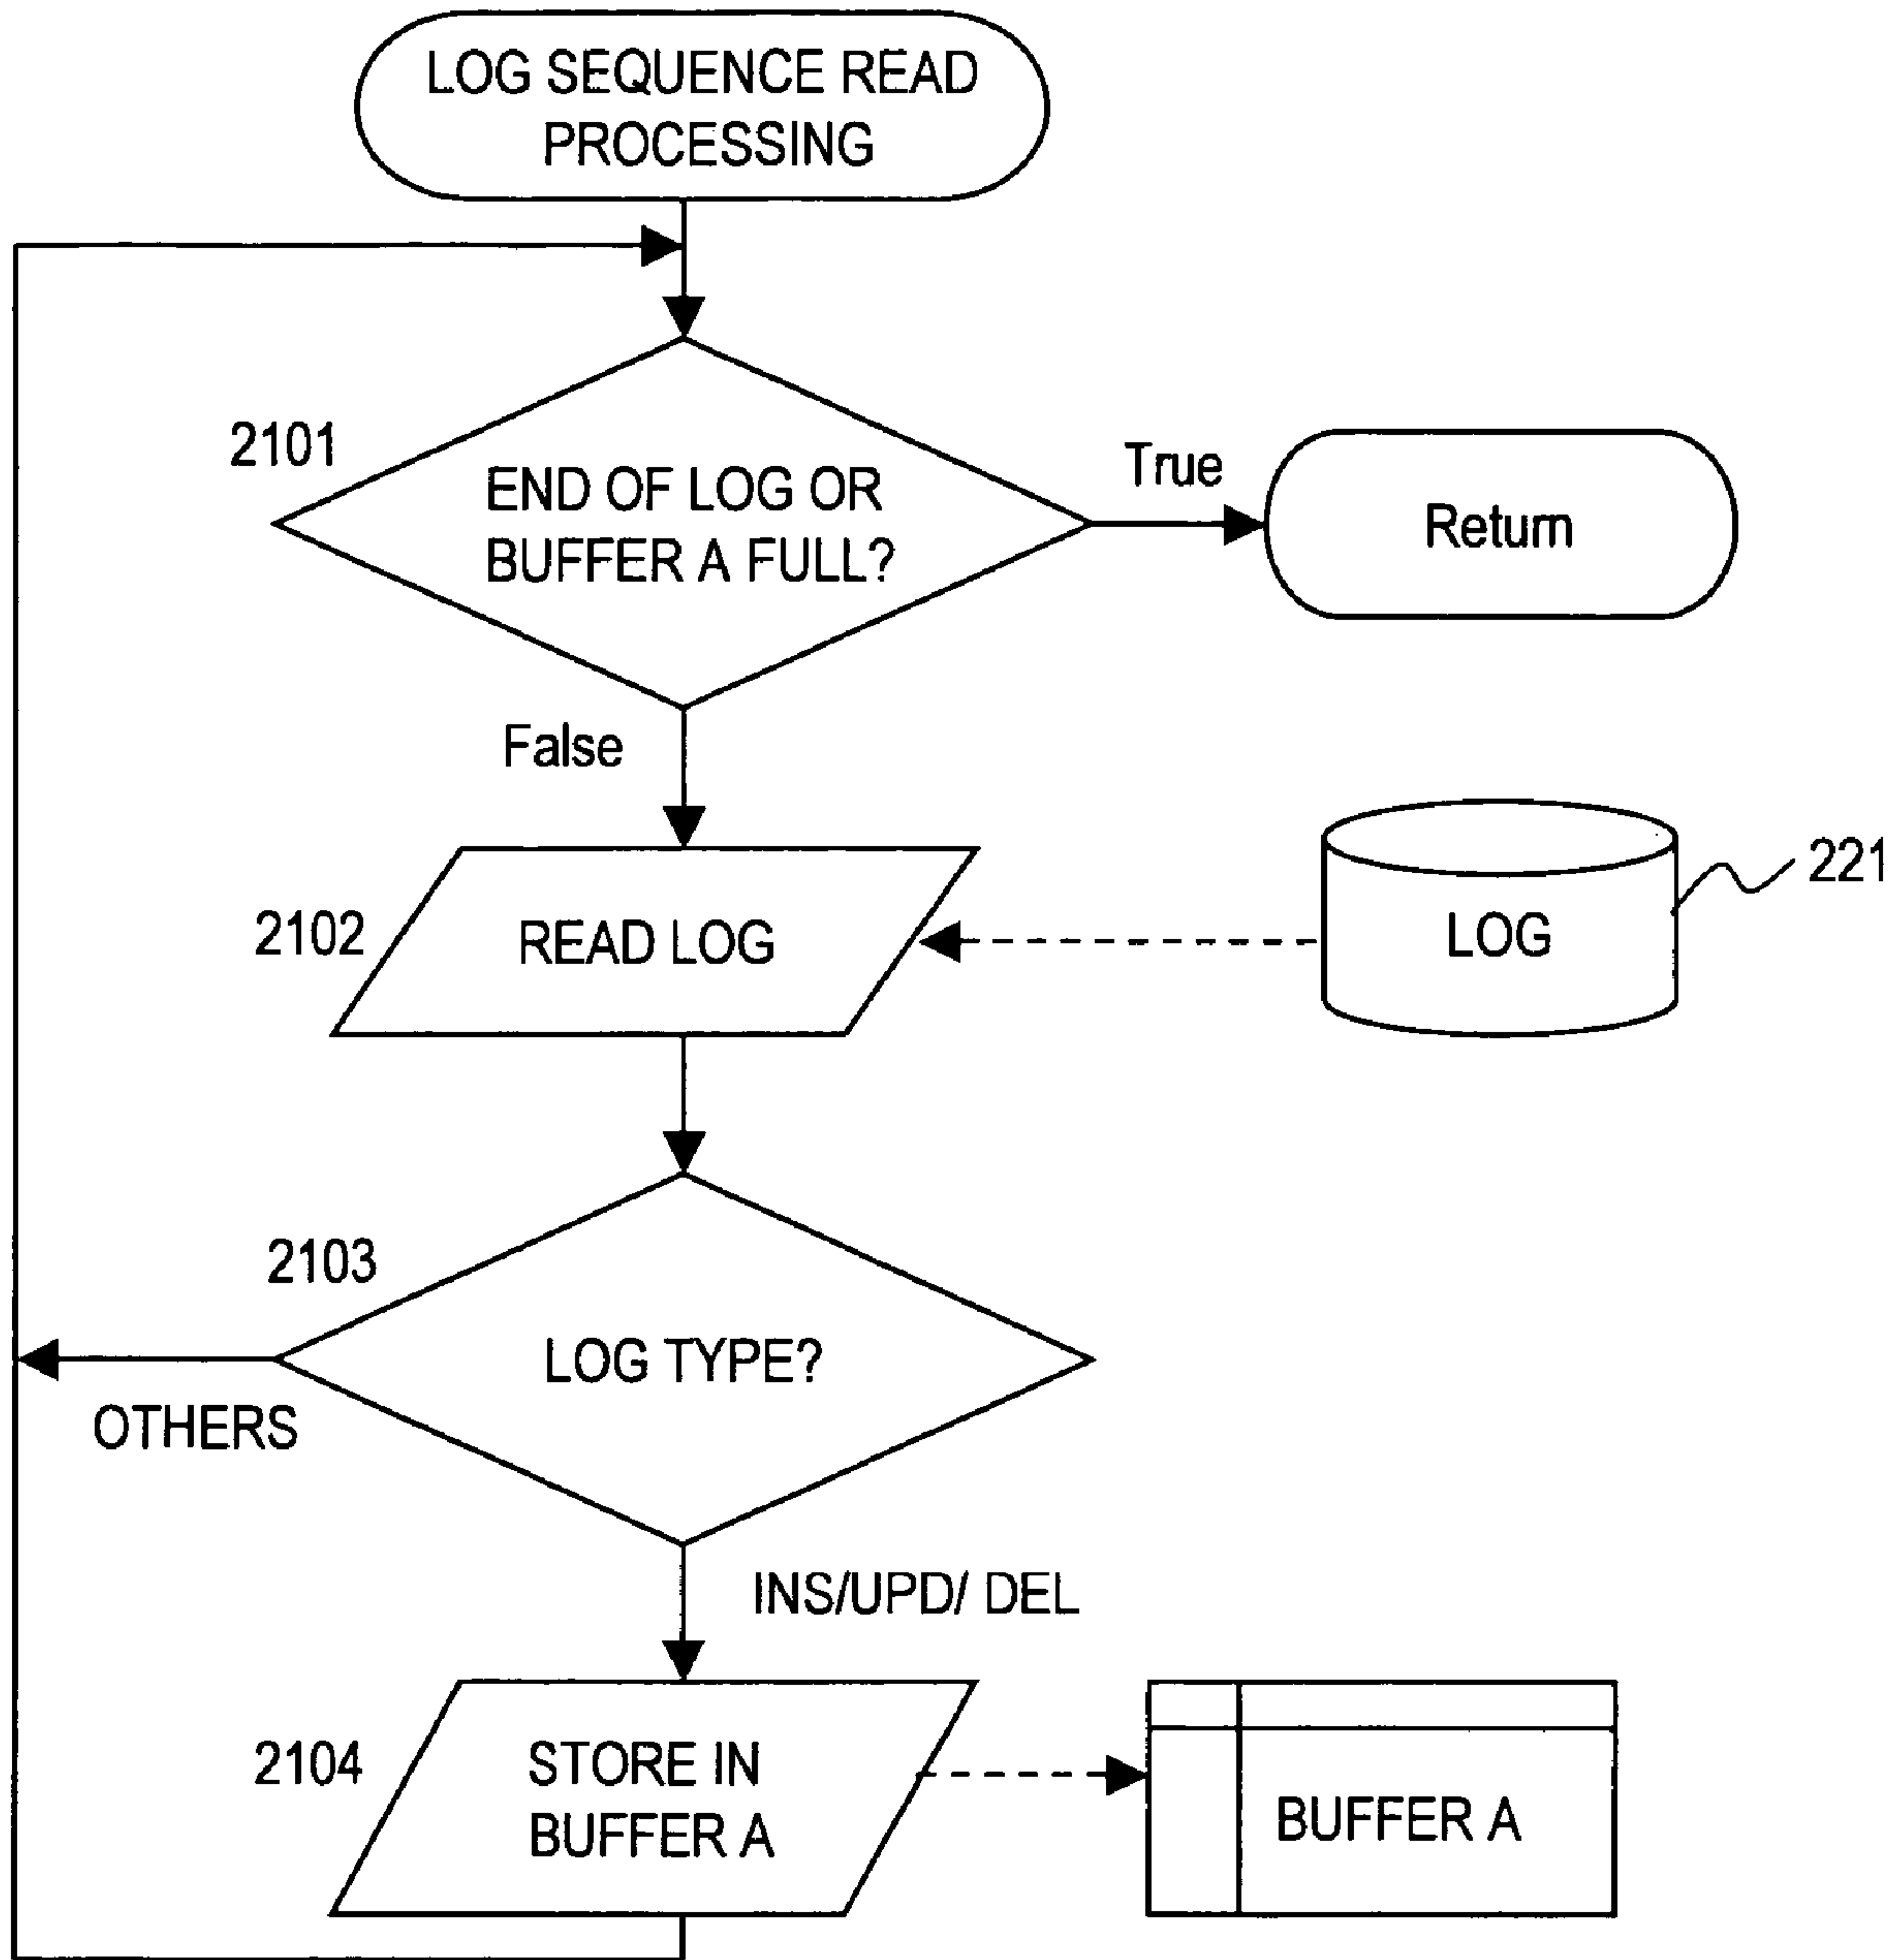 LOG SEQUENCE READ
PROCESSING
2101
END OF LOG OR
BUFFER A FULL?
True
Return
False
2102
READ LOG
LOG
221
2103
LOG TYPE?
OTHERS
INS/UPD/ DEL
2104
STORE IN
BUFFER A
BUFFER A